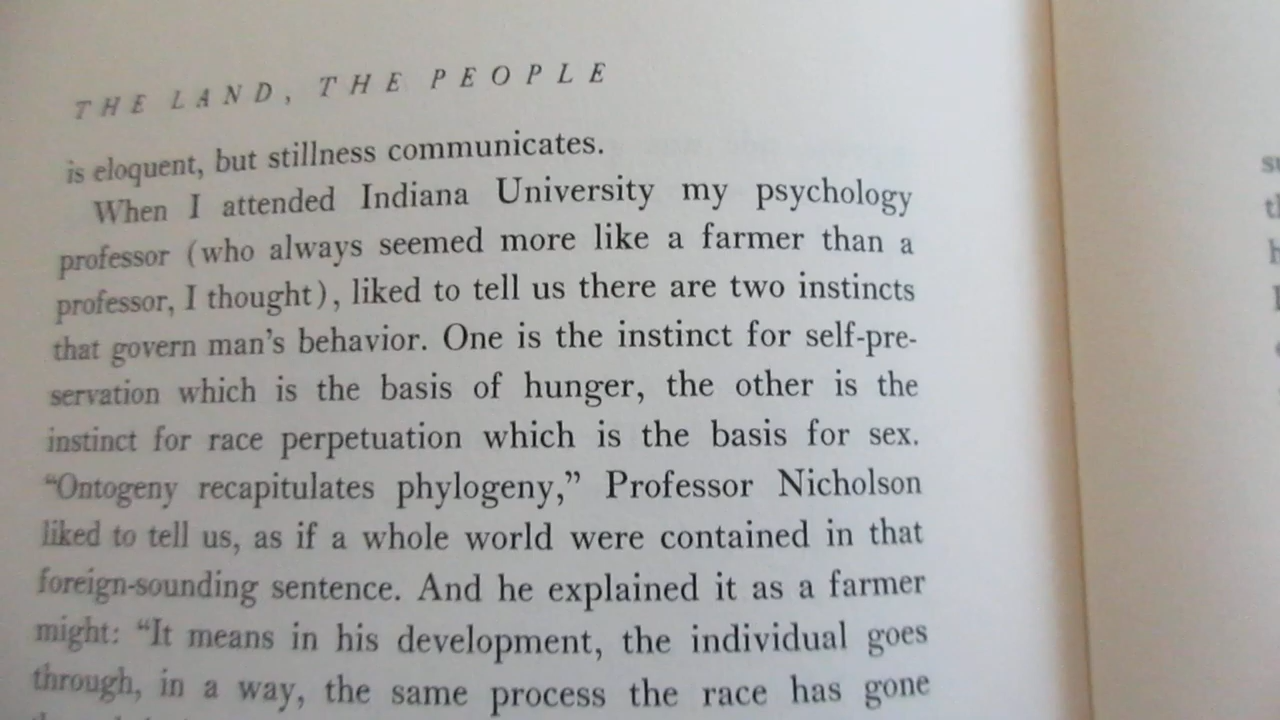 THE LAND, THE PEOPLE
is eloquent, but stillness communicates.
When I attended Indiana University my psychology
professor (who always seemed more like a farmer than a
professor, I thought), liked to tell us there are two instincts
that govern man's behavior. One is the instinct for self-pre-
servation which is the basis of hunger, the other is the
instinct for race perpetuation which is the basis for sex.
“Ontogeny recapitulates phylogeny,” Professor Nicholson
liked to tell us, as if a whole world were contained in that
foreign-sounding sentence. And he explained it as a farmer
might: “It means in his development, the individual goes
through, in a way, the same process the race has gone